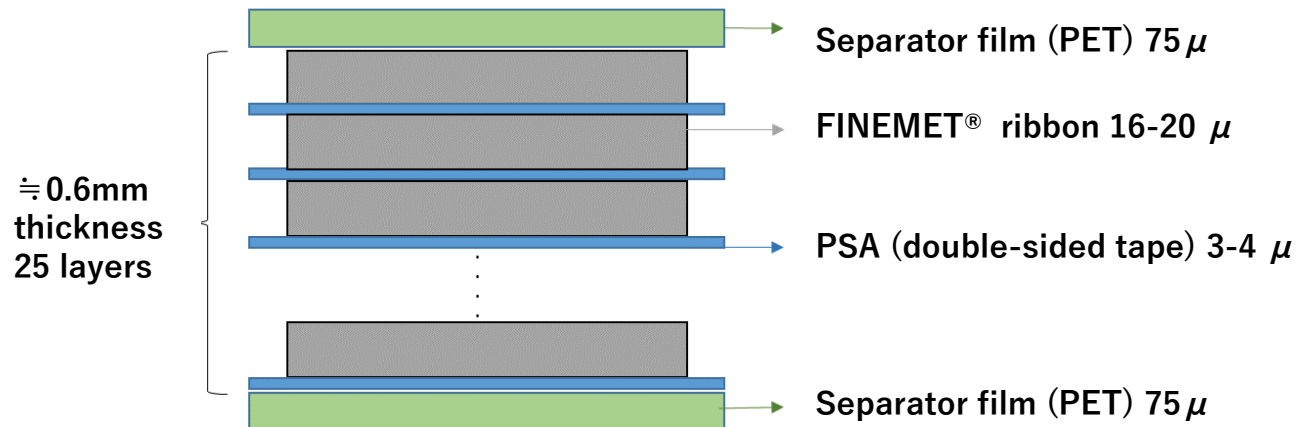 Separator film (PET) 75μ
FINEMET® ribbon 16-20 μ
≒0.6mm
thickness
25 layers
PSA (double-sided tape) 3-4 μ
Separator film (PET) 75μ